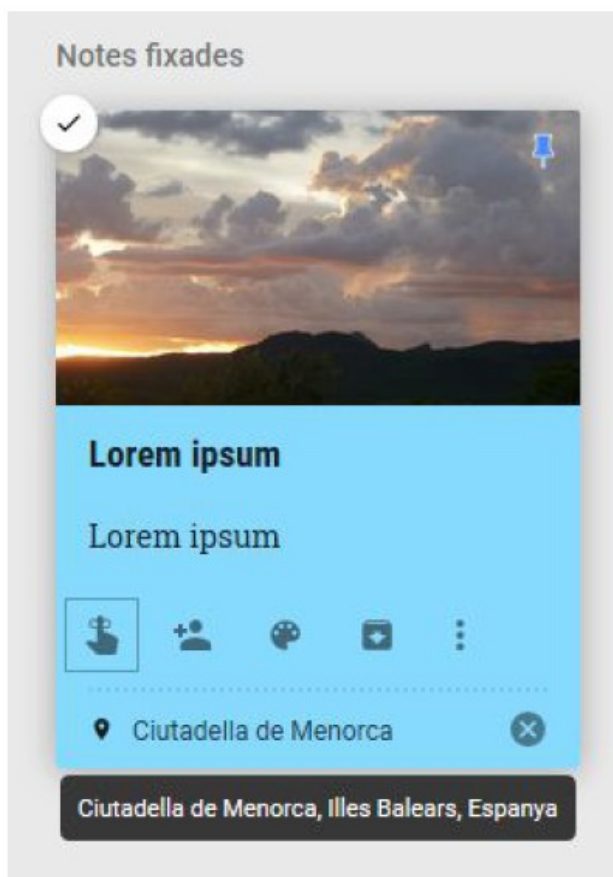 Notes fixades
Lorem ipsum
Lorem ipsum
Ciutadella de Menorca
Ciutadella de Menorca, Illes Balears, Espanya